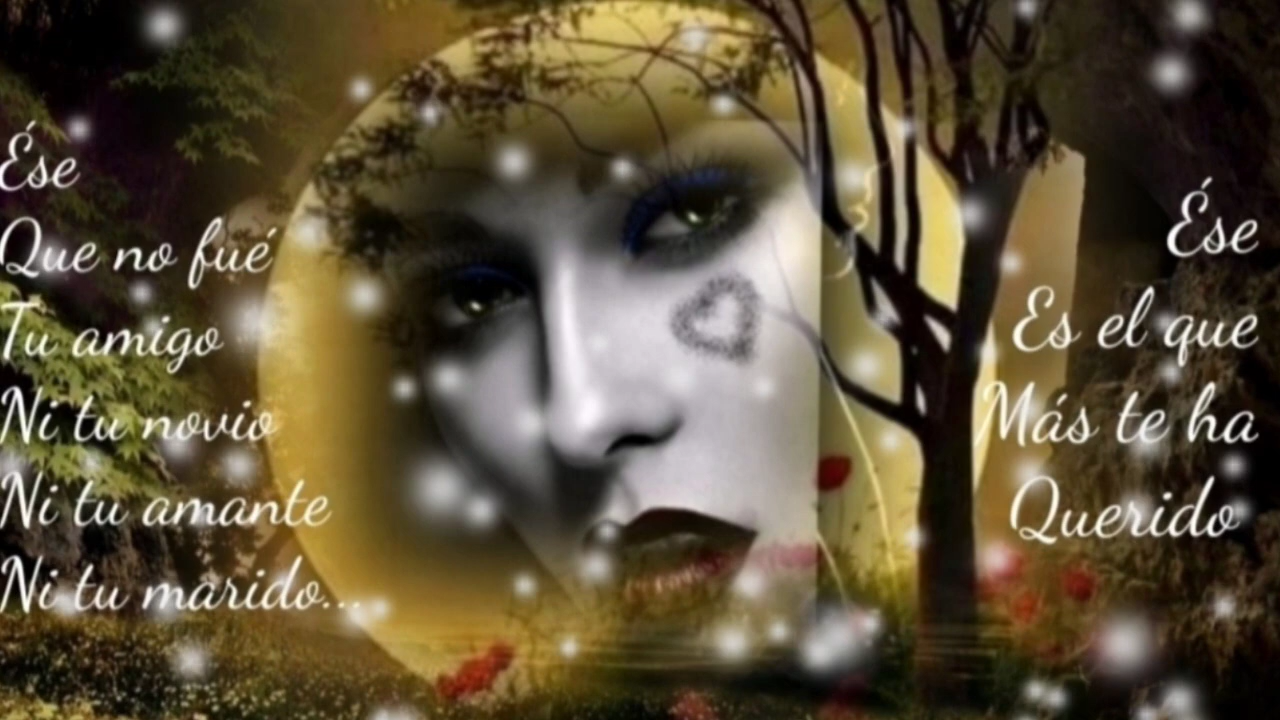 Ése
Que no fué
Tu amigo
Ni tu novio
Ni tu amante
Ni tu marido...
Ése
Es el que
Más te ha
Querido